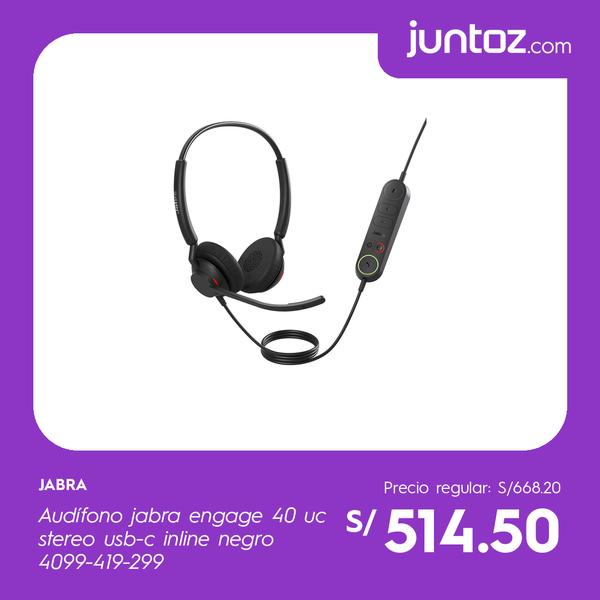 juntoz.com
JABRA
Audífono jabra engage 40 uc
stereo usb-c inline negro
4099-419-299
Precio regular: S/668.20
S/ 514.50